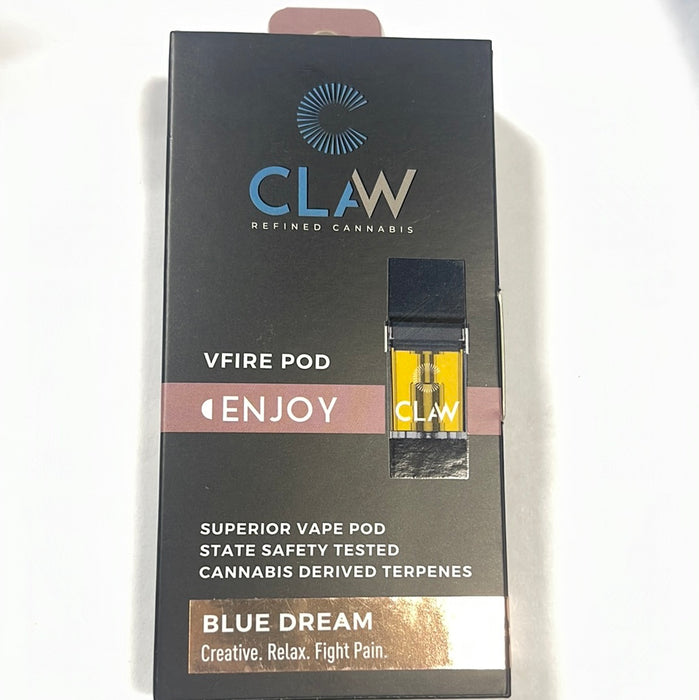 CLAW
REFINED CANNABIS
VFIRE POD
ENJOY
CLAW
SUPERIOR VAPE POD
STATE SAFETY TESTED
CANNABIS DERIVED TERPENES
BLUE DREAM
Creative. Relax. Fight Pain.